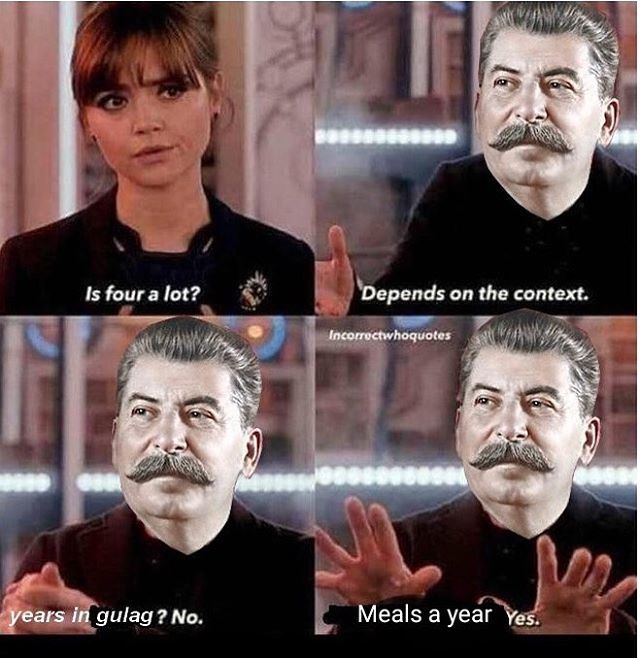 Is four a lot?
Depends on the context.
Incorrectwhoquotes
years in gulag? No.
Meals a year Yes.